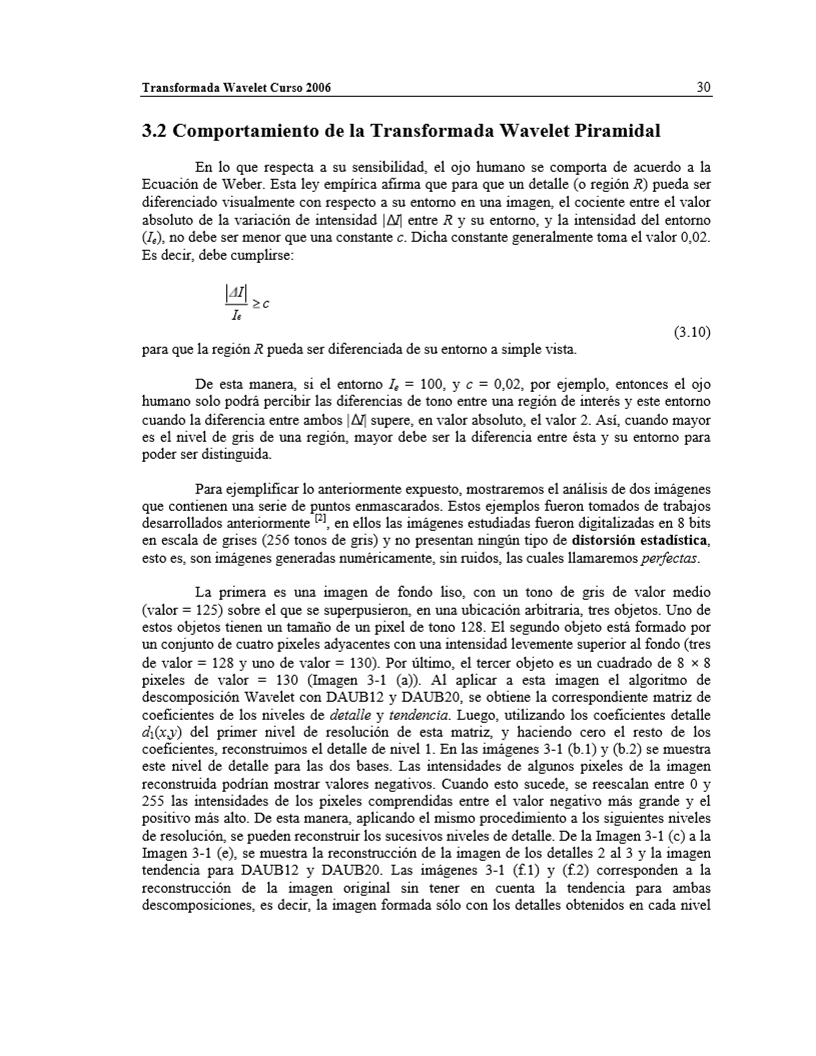 Transformada Wavelet Curso 2006 30
3.2 Comportamiento de la Transformada Wavelet Piramidal
En lo que respecta a su sensibilidad, el ojo humano se comporta de acuerdo a la
Ecuación de Weber. Esta ley empírica afirma que para que un detalle (o región R) pueda ser
diferenciado visualmente con respecto a su entorno en una imagen, el cociente entre el valor
absoluto de la variación de intensidad |ΔI| entre R y su entorno, y la intensidad del entorno
(Iₑ), no debe ser menor que una constante c. Dicha constante generalmente toma el valor 0,02.
Es decir, debe cumplirse:
|ΔI|
≥ c
Iₑ
(3.10)
para que la región R pueda ser diferenciada de su entorno a simple vista.
De esta manera, si el entorno Iₑ = 100, y c = 0,02, por ejemplo, entonces el ojo
humano solo podrá percibir las diferencias de tono entre una región de interés y este entorno
cuando la diferencia entre ambos |ΔI| supere, en valor absoluto, el valor 2. Así, cuando mayor
es el nivel de gris de una región, mayor debe ser la diferencia entre ésta y su entorno para
poder ser distinguida.
Para ejemplificar lo anteriormente expuesto, mostraremos el análisis de dos imágenes
que contienen una serie de puntos enmascarados. Estos ejemplos fueron tomados de trabajos
desarrollados anteriormente [2], en ellos las imágenes estudiadas fueron digitalizadas en 8 bits
en escala de grises (256 tonos de gris) y no presentan ningún tipo de distorsión estadística,
esto es, son imágenes generadas numéricamente, sin ruidos, las cuales llamaremos perfectas.
La primera es una imagen de fondo liso, con un tono de gris de valor medio
(valor = 125) sobre el que se superpusieron, en una ubicación arbitraria, tres objetos. Uno de
estos objetos tienen un tamaño de un pixel de tono 128. El segundo objeto está formado por
un conjunto de cuatro pixeles adyacentes con una intensidad levemente superior al fondo (tres
de valor = 128 y uno de valor = 130). Por último, el tercer objeto es un cuadrado de 8 × 8
pixeles de valor = 130 (Imagen 3-1 (a)). Al aplicar a esta imagen el algoritmo de
descomposición Wavelet con DAUB12 y DAUB20, se obtiene la correspondiente matriz de
coeficientes de los niveles de detalle y tendencia. Luego, utilizando los coeficientes detalle
d₁(x,y) del primer nivel de resolución de esta matriz, y haciendo cero el resto de los
coeficientes, reconstruimos el detalle de nivel 1. En las imágenes 3-1 (b.1) y (b.2) se muestra
este nivel de detalle para las dos bases. Las intensidades de algunos pixeles de la imagen
reconstruida podrían mostrar valores negativos. Cuando esto sucede, se reescalan entre 0 y
255 las intensidades de los pixeles comprendidas entre el valor negativo más grande y el
positivo más alto. De esta manera, aplicando el mismo procedimiento a los siguientes niveles
de resolución, se pueden reconstruir los sucesivos niveles de detalle. De la Imagen 3-1 (c) a la
Imagen 3-1 (e), se muestra la reconstrucción de la imagen de los detalles 2 al 3 y la imagen
tendencia para DAUB12 y DAUB20. Las imágenes 3-1 (f.1) y (f.2) corresponden a la
reconstrucción de la imagen original sin tener en cuenta la tendencia para ambas
descomposiciones, es decir, la imagen formada sólo con los detalles obtenidos en cada nivel